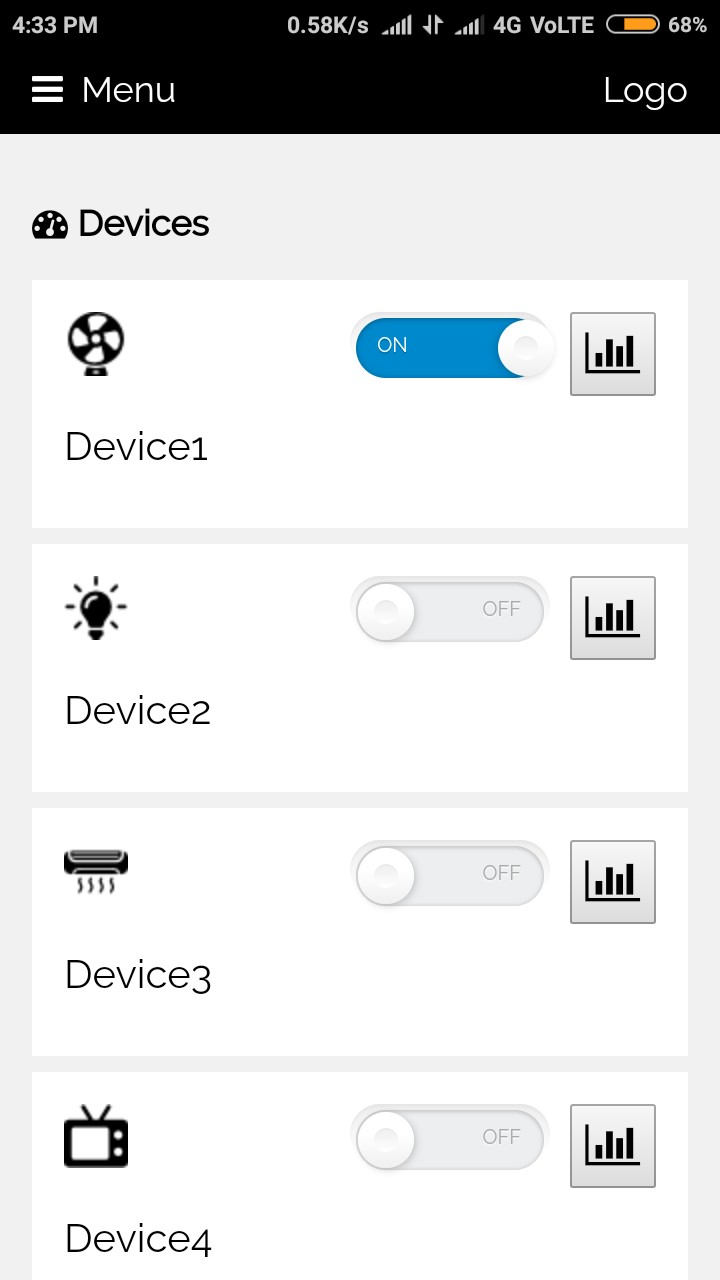 4:33 PM 0.58K/s 4G VoLTE 68%
Menu Logo
Devices
ON
Device1
OFF
Device2
OFF
Device3
OFF
Device4